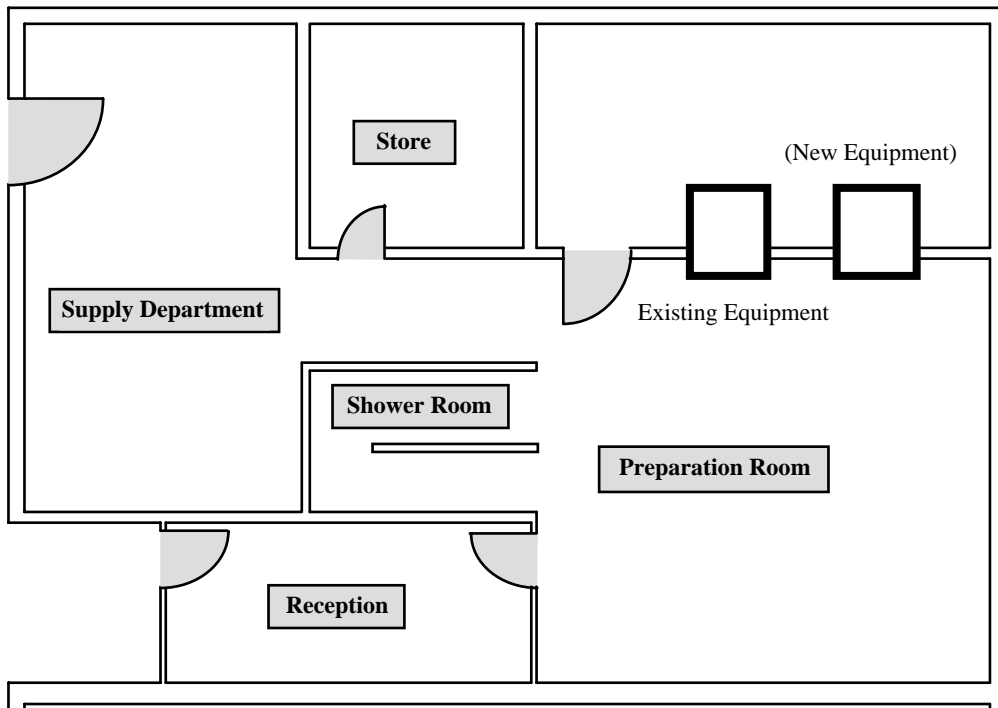 Store
(New Equipment)
Supply Department
Existing Equipment
Shower Room
Preparation Room
Reception